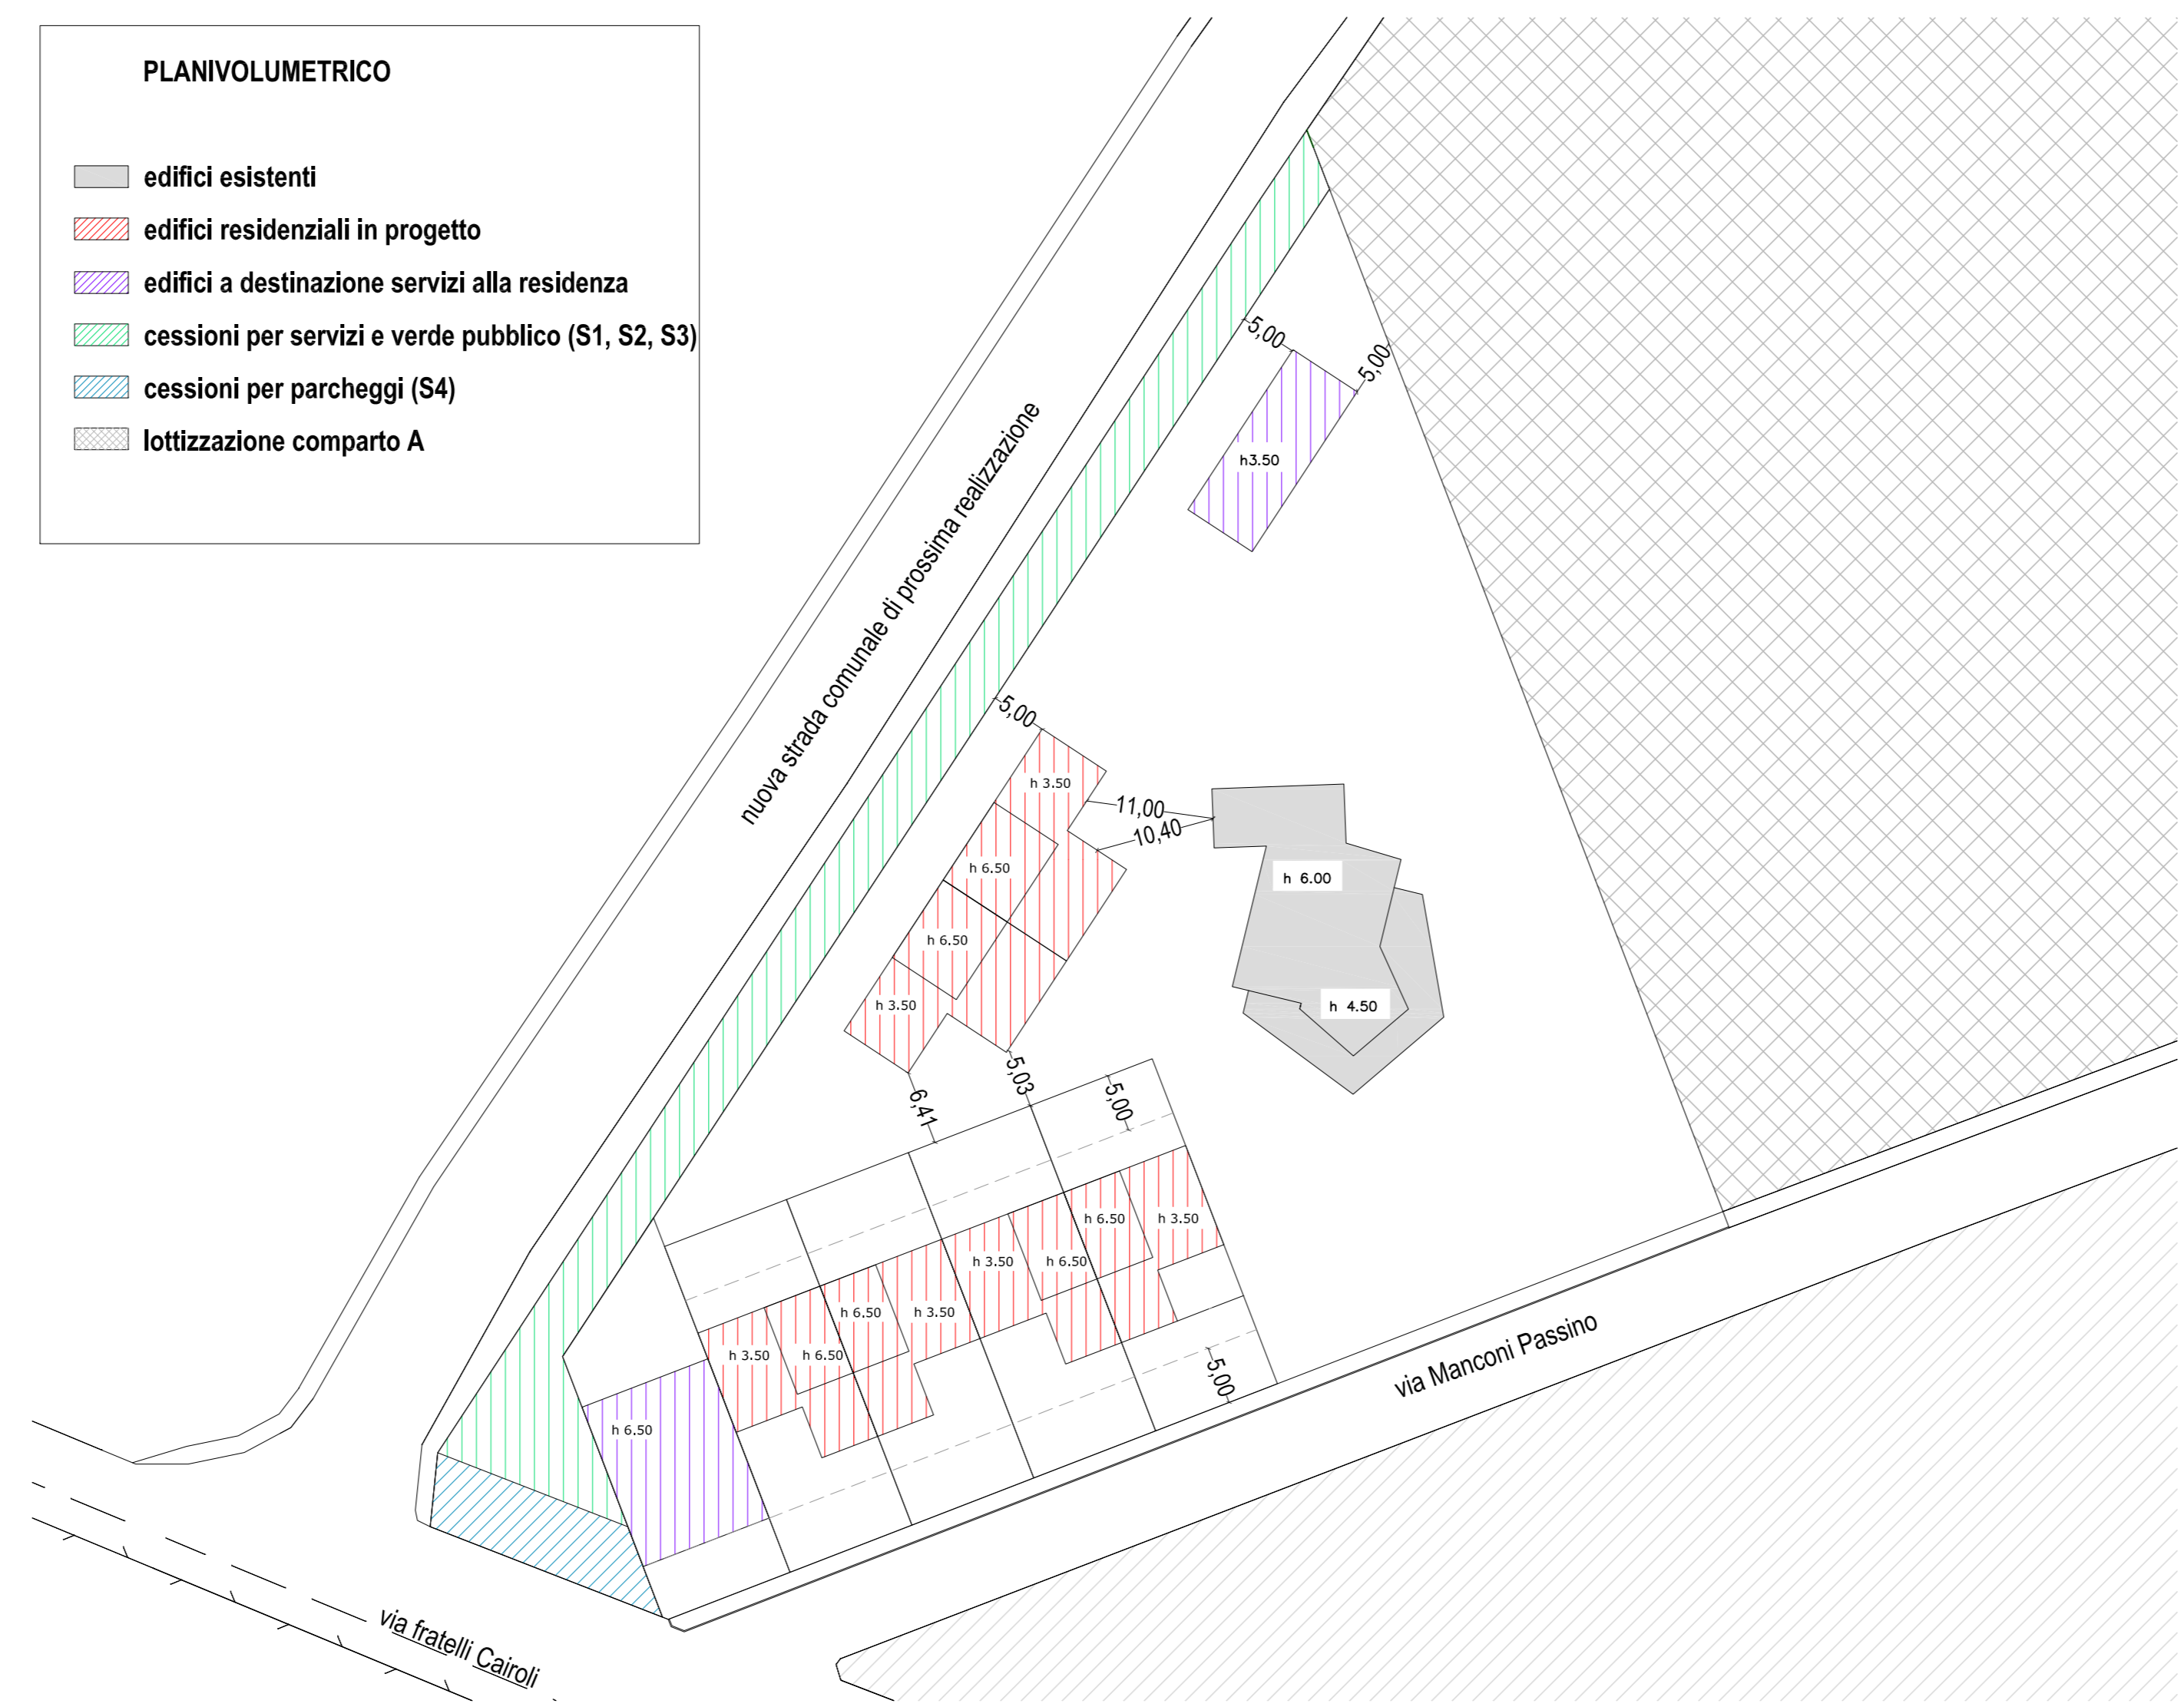 PLANIVOLUMETRICO
edifici esistenti
edifici residenziali in progetto
edifici a destinazione servizi alla residenza
cessioni per servizi e verde pubblico (S1, S2, S3)
cessioni per parcheggi (S4)
lottizzazione comparto A
nuova strada comunale di prossima realizzazione
5,00
5,00
h3.50
5,00
h 3.50
11,00
10,40
h 6.50
h 6.00
h 6.50
h 3.50
h 4.50
5,03
5,00
6,41
h 6.50
h 3.50
h 3.50
h 6.50
h 6.50
h 3.50
h 3.50
h 6.50
5,00
h 6.50
via Manconi Passino
via fratelli Cairoli